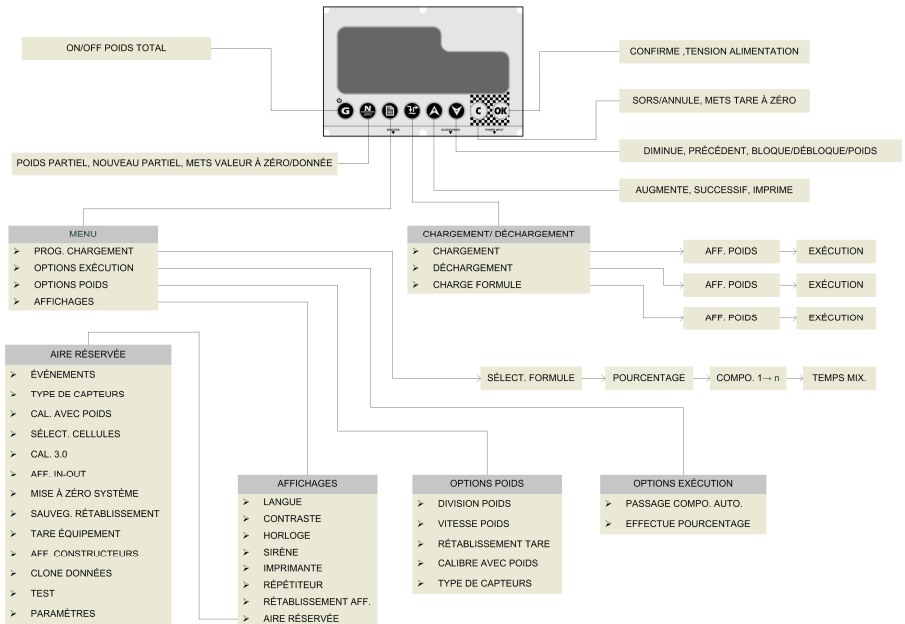 ON/OFF POIDS TOTAL
CONFIRME ,TENSION ALIMENTATION
SORS/ANNULE, METS TARE À ZÉRO
G N A C OK
POIDS PARTIEL, NOUVEAU PARTIEL, METS VALEUR À ZÉRO/DONNÉE
DIMINUE, PRÉCÉDENT, BLOQUE/DÉBLOQUE/POIDS
AUGMENTE, SUCCESSIF, IMPRIME
MENU
➢ PROG. CHARGEMENT
➢ OPTIONS EXÉCUTION
➢ OPTIONS POIDS
➢ AFFICHAGES
CHARGEMENT/ DÉCHARGEMENT
➢ CHARGEMENT
➢ DÉCHARGEMENT
➢ CHARGE FORMULE
AFF. POIDS → EXÉCUTION
AFF. POIDS → EXÉCUTION
AFF. POIDS → EXÉCUTION
SÉLECT. FORMULE → POURCENTAGE → COMPO. 1→ n → TEMPS MIX.
AIRE RÉSERVÉE
➢ ÉVÉNEMENTS
➢ TYPE DE CAPTEURS
➢ CAL. AVEC POIDS
➢ SÉLECT. CELLULES
➢ CAL. 3.0
➢ AFF. IN-OUT
➢ MISE À ZÉRO SYSTÈME
➢ SAUVEG. RÉTABLISSEMENT
➢ TARE ÉQUIPEMENT
➢ AFF. CONSTRUCTEURS
➢ CLONE DONNÉES
➢ TEST
➢ PARAMÈTRES
AFFICHAGES
➢ LANGUE
➢ CONTRASTE
➢ HORLOGE
➢ SIRÈNE
➢ IMPRIMANTE
➢ RÉPÉTITEUR
➢ RÉTABLISSEMENT AFF.
➢ AIRE RÉSERVÉE
OPTIONS POIDS
➢ DIVISION POIDS
➢ VITESSE POIDS
➢ RÉTABLISSEMENT TARE
➢ CALIBRE AVEC POIDS
➢ TYPE DE CAPTEURS
OPTIONS EXÉCUTION
➢ PASSAGE COMPO. AUTO.
➢ EFFECTUE POURCENTAGE